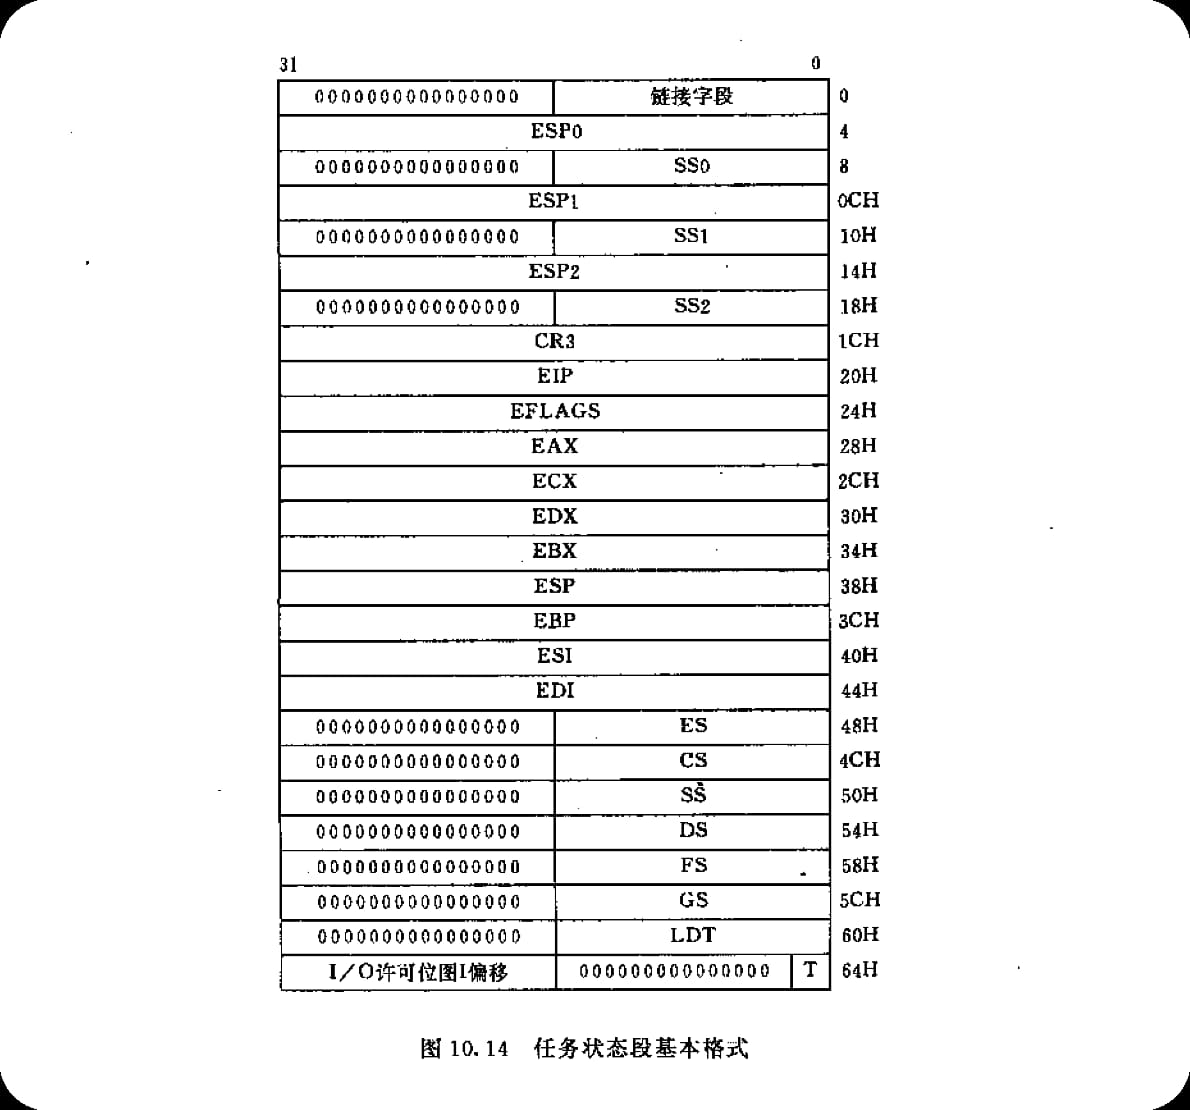 31 0
0000000000000000 链接字段 0
ESP0 4
0000000000000000 SS0 8
ESP1 0CH
0000000000000000 SS1 10H
ESP2 14H
0000000000000000 SS2 18H
CR3 1CH
EIP 20H
EFLAGS 24H
EAX 28H
ECX 2CH
EDX 30H
EBX 34H
ESP 38H
EBP 3CH
ESI 40H
EDI 44H
0000000000000000 ES 48H
0000000000000000 CS 4CH
0000000000000000 SS 50H
0000000000000000 DS 54H
0000000000000000 FS 58H
0000000000000000 GS 5CH
0000000000000000 LDT 60H
I/O许可位图I偏移 000000000000000 T 64H
图 10.14 任务状态段基本格式